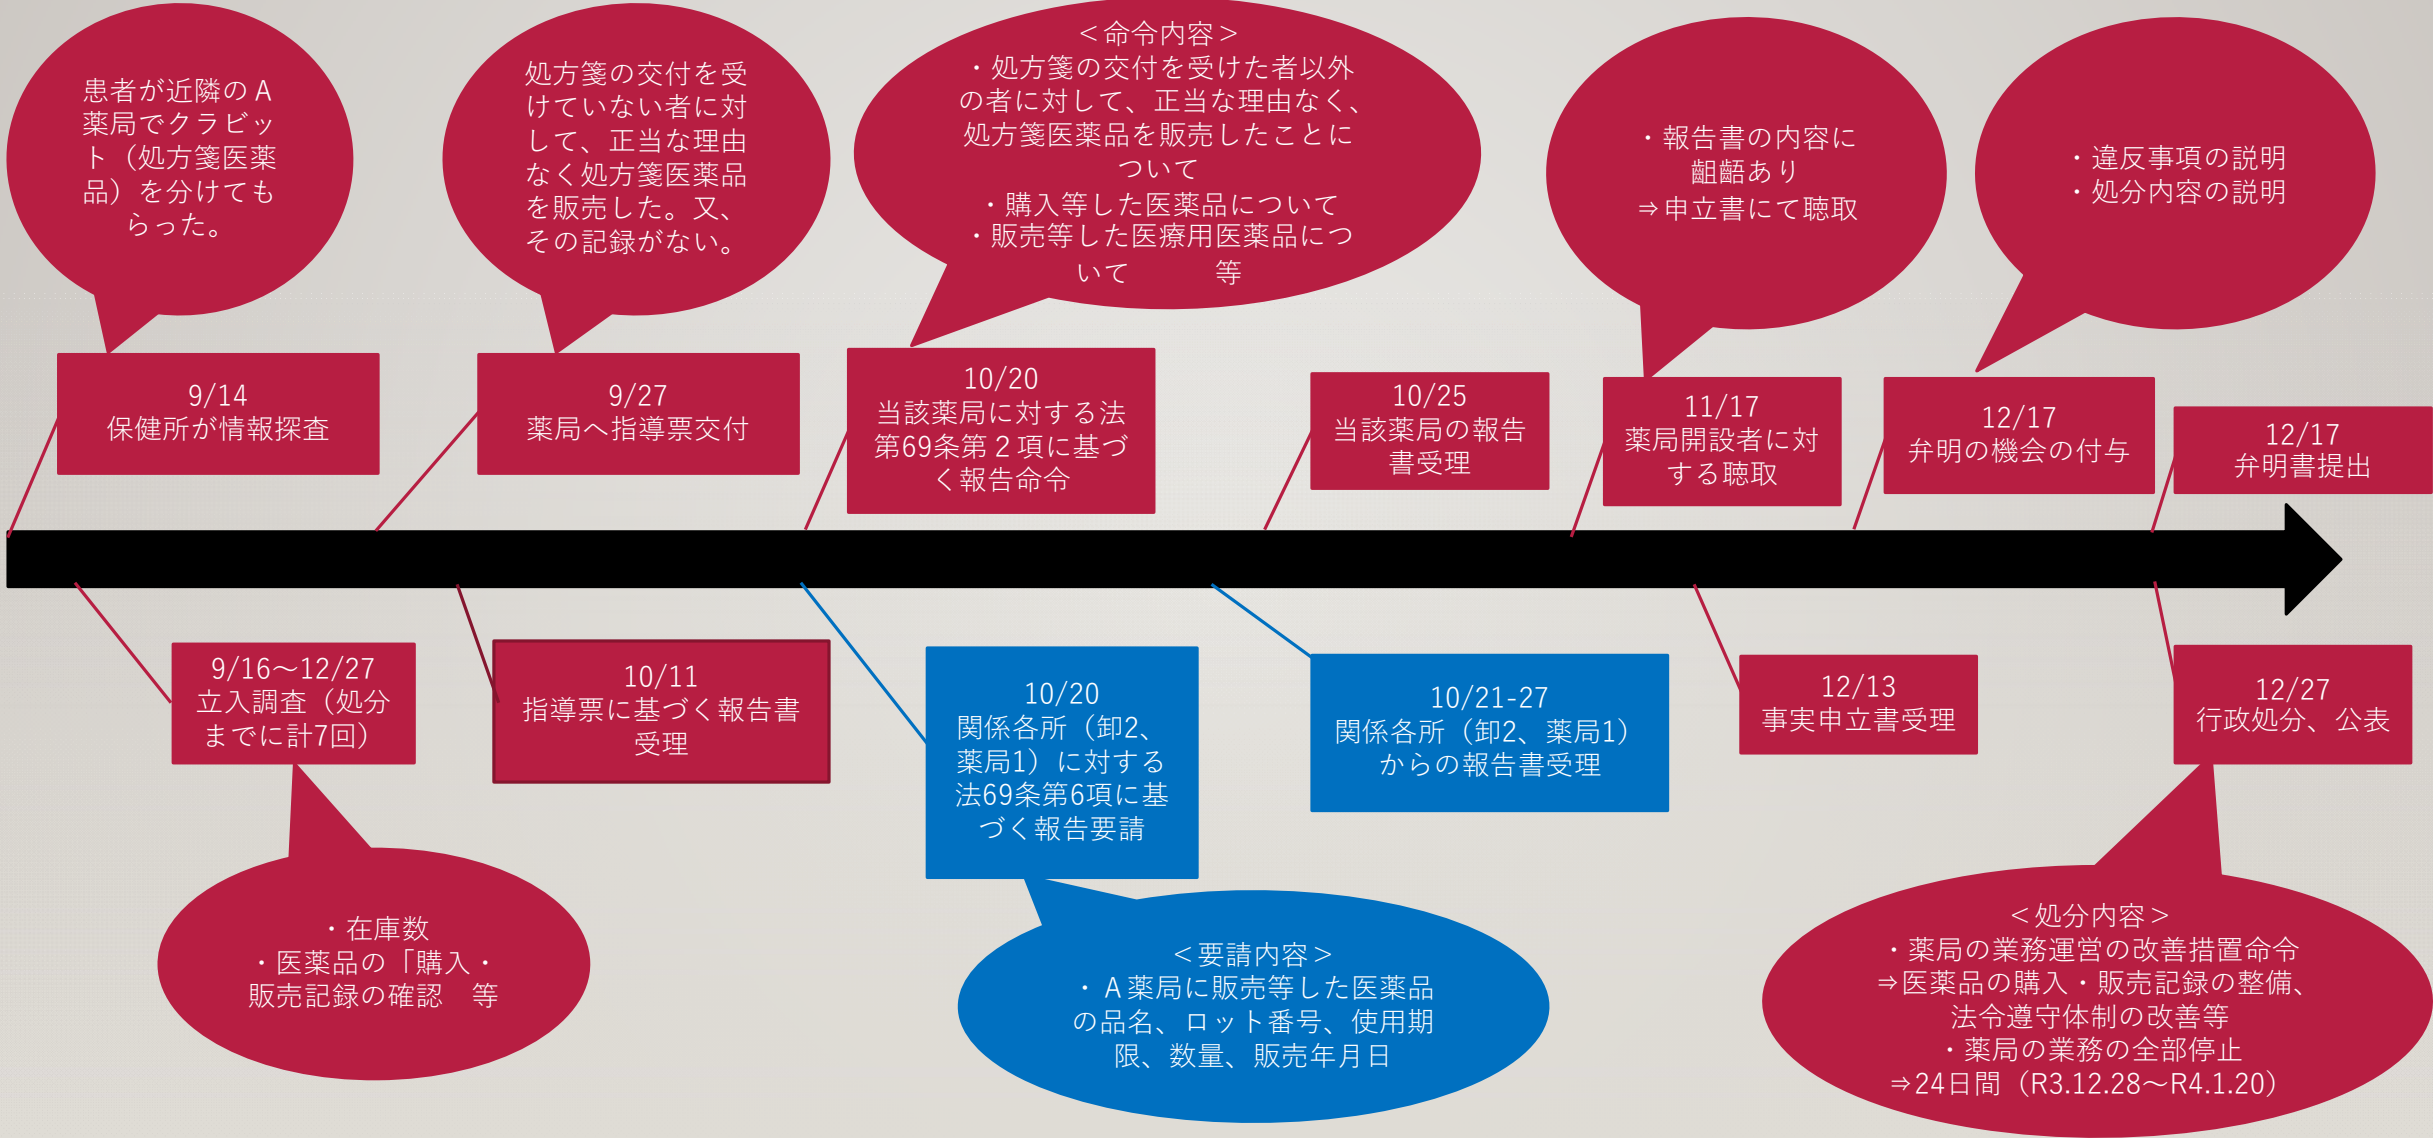 患者が近隣のＡ
薬局でクラビッ
ト（処方箋医薬
品）を分けても
らった。
処方箋の交付を受
けていない者に対
して、正当な理由
なく処方箋医薬品
を販売した。又、
その記録がない。
＜命令内容＞
・処方箋の交付を受けた者以外
の者に対して、正当な理由なく、
処方箋医薬品を販売したことに
ついて
・購入等した医薬品について
・販売等した医療用医薬品につ
いて　　　等
・報告書の内容に
齟齬あり
⇒申立書にて聴取
・違反事項の説明
・処分内容の説明
9/14
保健所が情報探査
9/27
薬局へ指導票交付
10/20
当該薬局に対する法
第69条第２項に基づ
く報告命令
10/25
当該薬局の報告
書受理
11/17
薬局開設者に対
する聴取
12/17
弁明の機会の付与
12/17
弁明書提出
9/16～12/27
立入調査（処分
までに計7回）
10/11
指導票に基づく報告書
受理
10/20
関係各所（卸2、
薬局1）に対する
法69条第6項に基
づく報告要請
10/21-27
関係各所（卸2、薬局1）
からの報告書受理
12/13
事実申立書受理
12/27
行政処分、公表
・在庫数
・医薬品の「購入・
販売記録の確認　等
＜要請内容＞
・Ａ薬局に販売等した医薬品
の品名、ロット番号、使用期
限、数量、販売年月日
＜処分内容＞
・薬局の業務運営の改善措置命令
⇒医薬品の購入・販売記録の整備、
法令遵守体制の改善等
・薬局の業務の全部停止
⇒24日間（R3.12.28～R4.1.20）